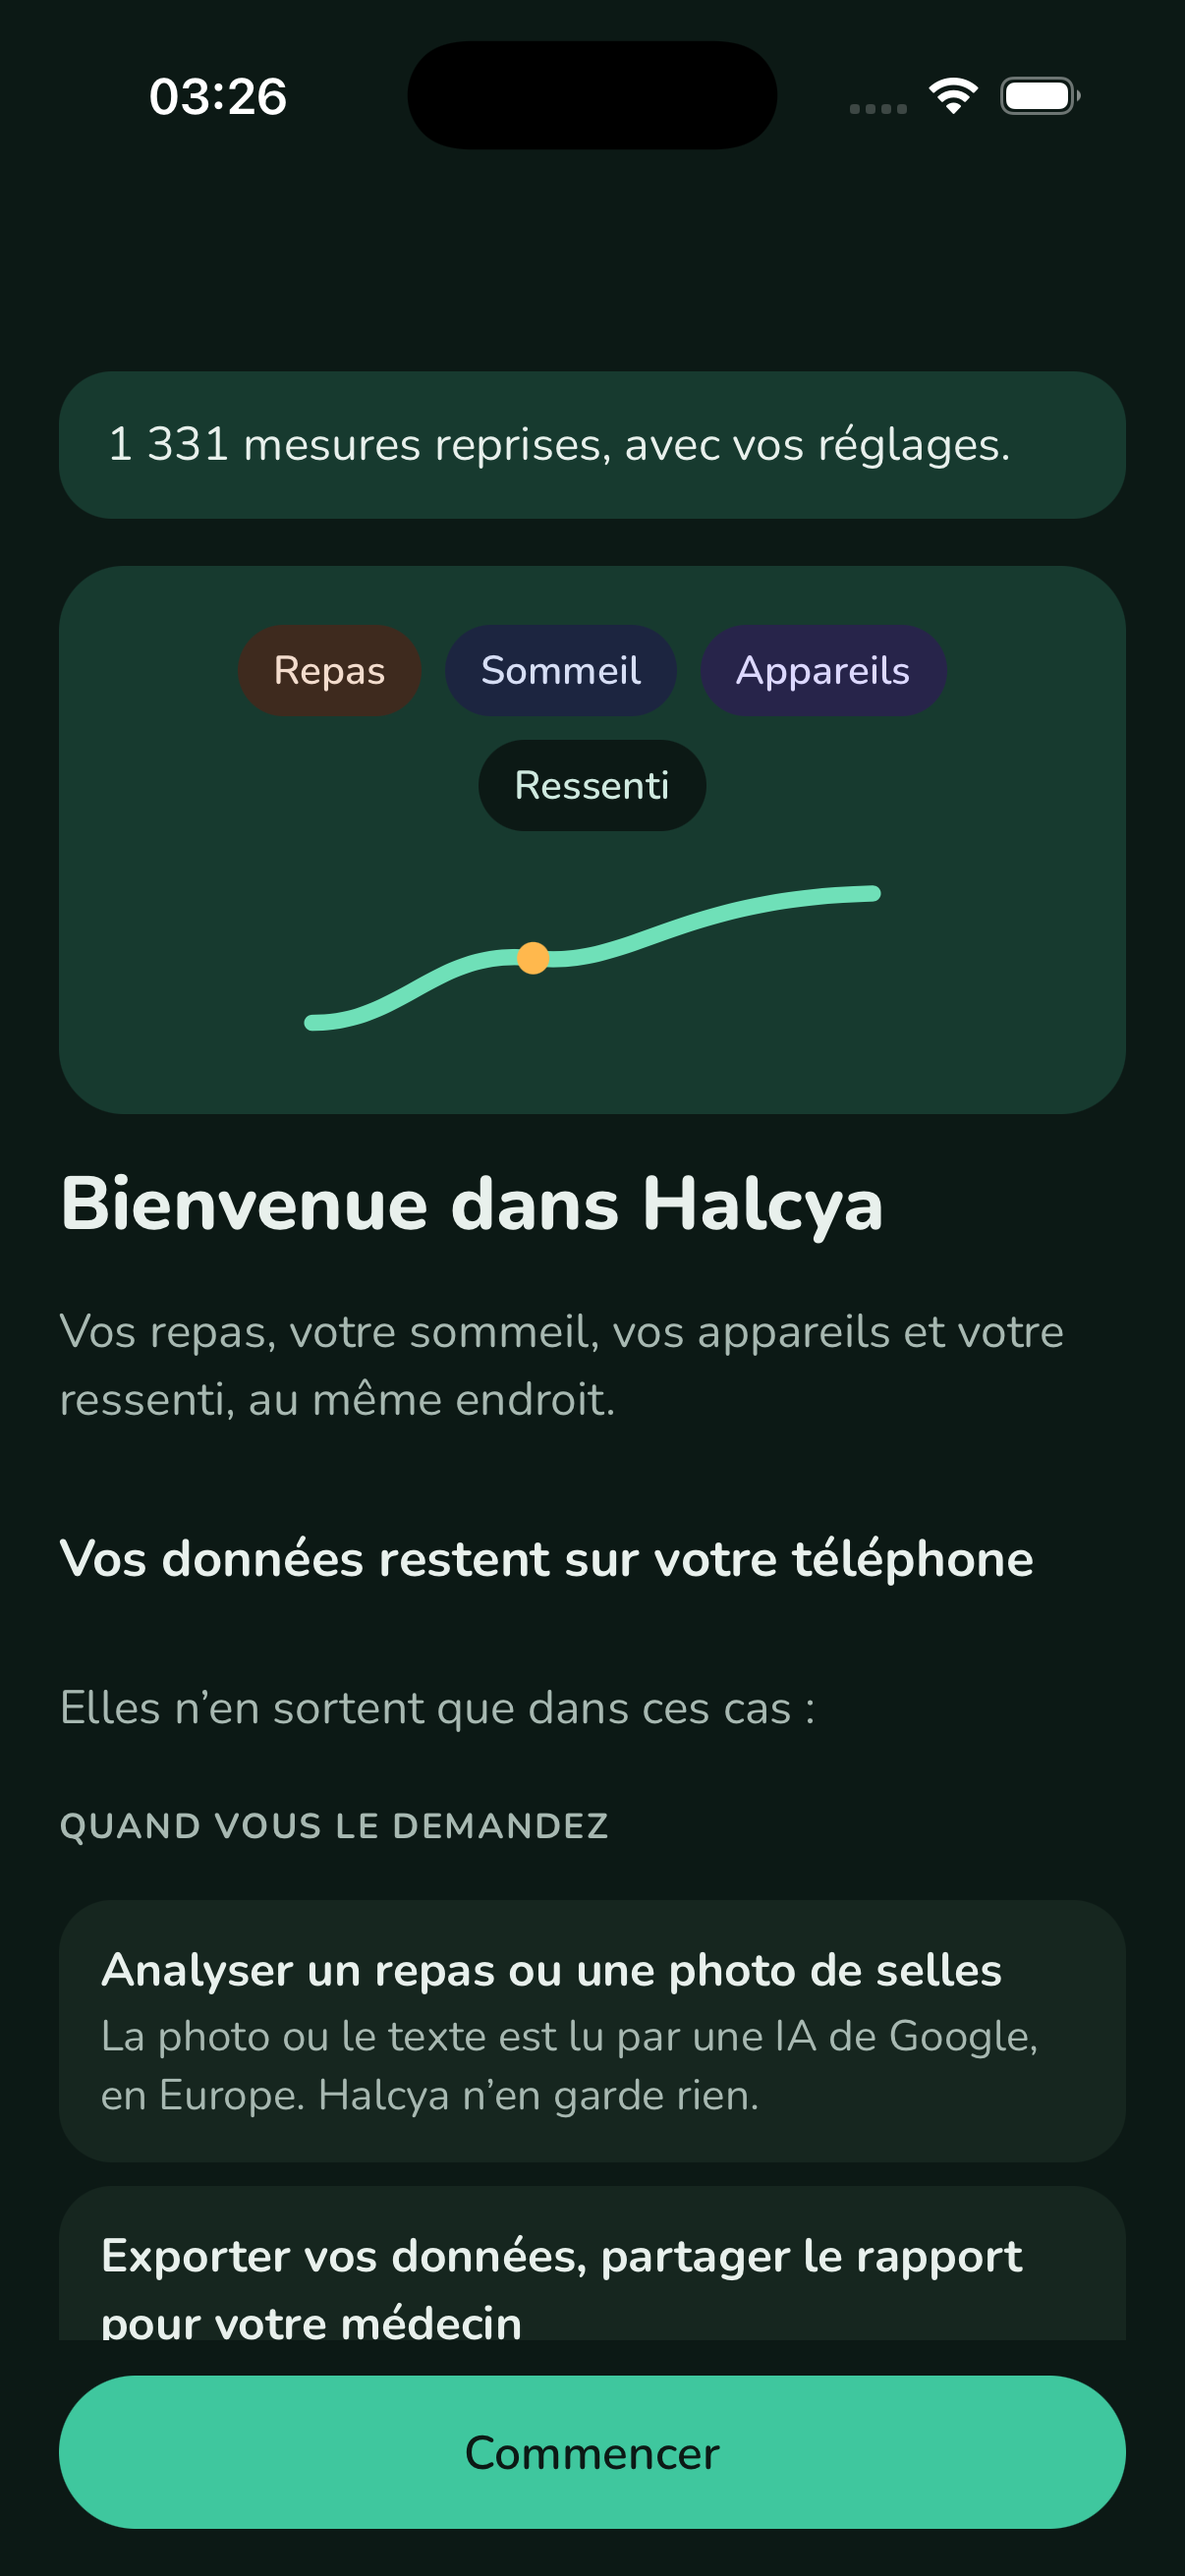 03:26
1 331 mesures reprises, avec vos réglages.
Repas
Sommeil
Appareils
Ressenti
Bienvenue dans Halcya
Vos repas, votre sommeil, vos appareils et votre
ressenti, au même endroit.
Vos données restent sur votre téléphone
Elles n’en sortent que dans ces cas :
QUAND VOUS LE DEMANDEZ
Analyser un repas ou une photo de selles
La photo ou le texte est lu par une IA de Google,
en Europe. Halcya n’en garde rien.
Exporter vos données, partager le rapport
pour votre médecin
Commencer